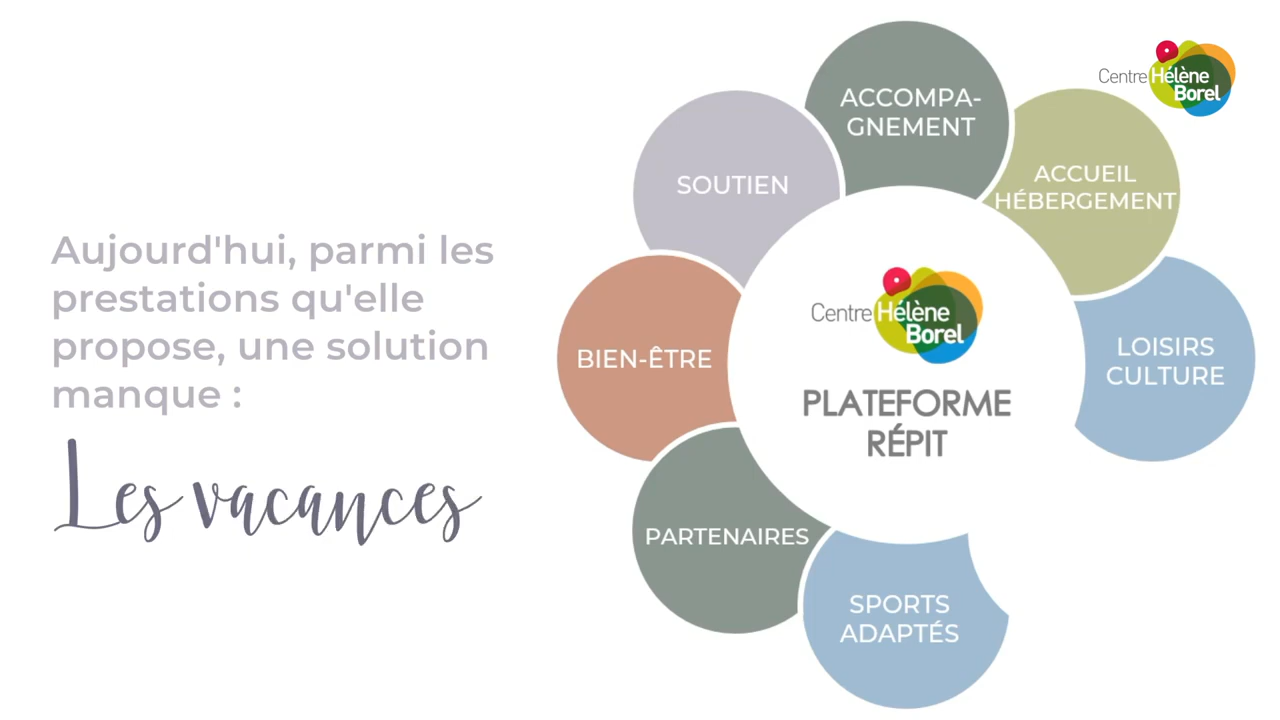 Aujourd'hui, parmi les
prestations qu'elle
propose, une solution
manque :
Les vacances
ACCOMPA-
GNEMENT
ACCUEIL
HÉBERGEMENT
LOISIRS
CULTURE
SPORTS
ADAPTÉS
PARTENAIRES
BIEN-ÊTRE
SOUTIEN
Centre Hélène
Borel
PLATEFORME
RÉPIT
Centre Hélène
Borel